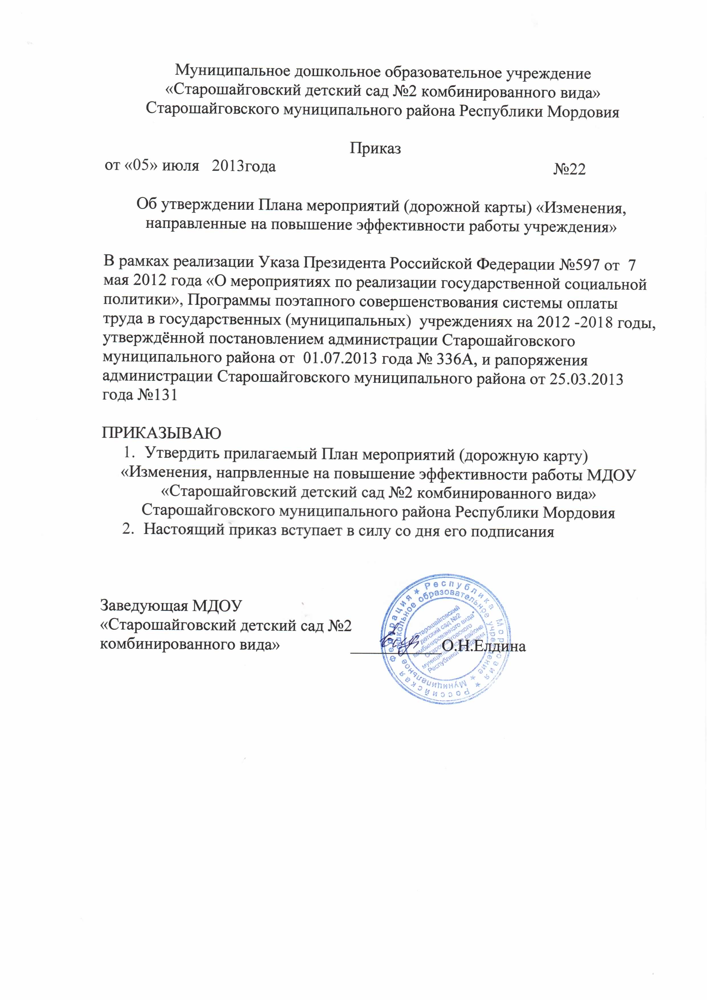 Муниципальное дошкольное образовательное учреждение
«Старошайговский детский сад №2 комбинированного вида»
Старошайговского муниципального района Республики Мордовия
Приказ
от «05» июля 2013года №22
Об утверждении Плана мероприятий (дорожной карты) «Изменения,
направленные на повышение эффективности работы учреждения»
В рамках реализации Указа Президента Российской Федерации №597 от 7
мая 2012 года «О мероприятиях по реализации государственной социальной
политики», Программы поэтапного совершенствования системы оплаты
труда в государственных (муниципальных) учреждениях на 2012 -2018 годы,
утверждённой постановлением администрации Старошайговского
муниципального района от 01.07.2013 года № 336А, и рапоряжения
администрации Старошайговского муниципального района от 25.03.2013
года №131
ПРИКАЗЫВАЮ
1. Утвердить прилагаемый План мероприятий (дорожную карту)
«Изменения, напрвленные на повышение эффективности работы МДОУ
«Старошайговский детский сад №2 комбинированного вида»
Старошайговского муниципального района Республики Мордовия
2. Настоящий приказ вступает в силу со дня его подписания
Заведующая МДОУ
«Старошайговский детский сад №2
комбинированного вида» ___________О.Н.Елдина
Российская Федерация * Республика Мордовия *
Муниципальное дошкольное образовательное учреждение *
"Старошайговский
детский сад №2
комбинированного вида"
Старошайговского
муниципального района
Республики Мордовия